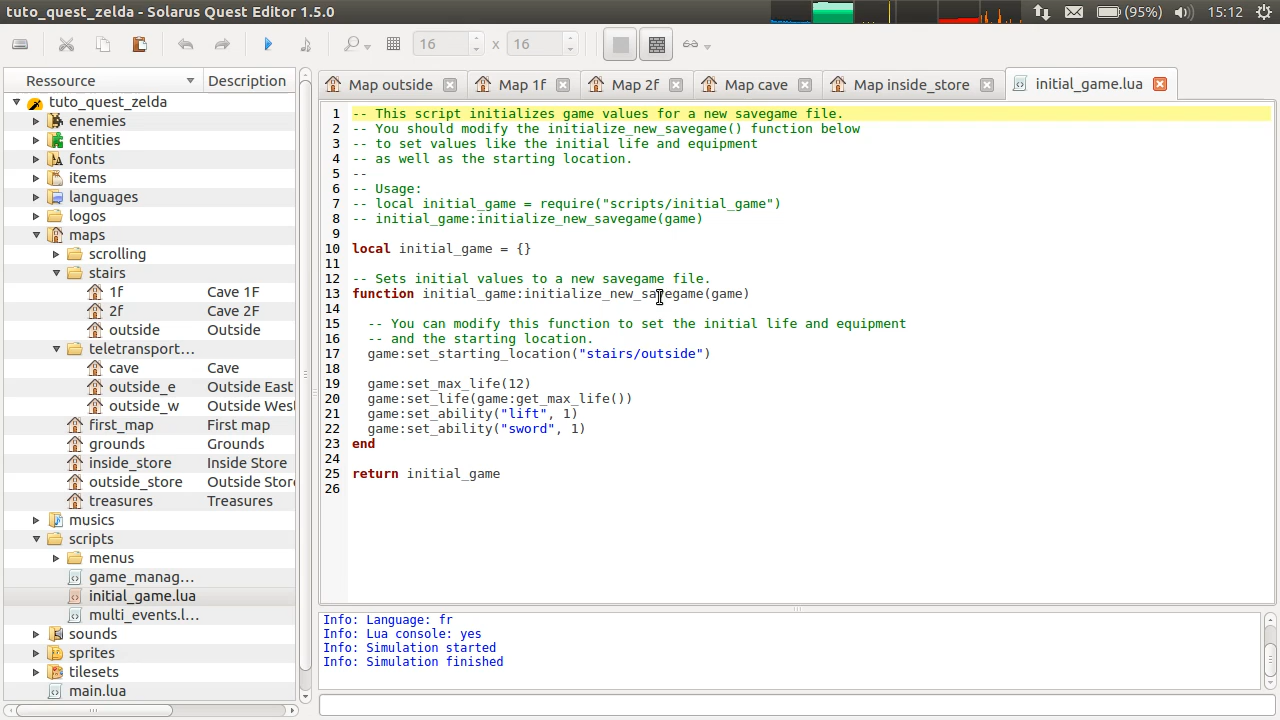 tuto_quest_zelda - Solarus Quest Editor 1.5.0
(95%)
15:12
16 x 16
Ressource Description
tuto_quest_zelda
enemies
entities
fonts
items
languages
logos
maps
scrolling
stairs
1f Cave 1F
2f Cave 2F
outside Outside
teletransport...
cave Cave
outside_e Outside East
outside_w Outside Wes
first_map First map
grounds Grounds
inside_store Inside Store
outside_store Outside Stor
treasures Treasures
musics
scripts
menus
game_manag...
initial_game.lua
multi_events.l...
sounds
sprites
tilesets
main.lua
Map outside
Map 1f
Map 2f
Map cave
Map inside_store
initial_game.lua
1 -- This script initializes game values for a new savegame file.
2 -- You should modify the initialize_new_savegame() function below
3 -- to set values like the initial life and equipment
4 -- as well as the starting location.
5 --
6 -- Usage:
7 -- local initial_game = require("scripts/initial_game")
8 -- initial_game:initialize_new_savegame(game)
9
10 local initial_game = {}
11
12 -- Sets initial values to a new savegame file.
13 function initial_game:initialize_new_savegame(game)
14
15 -- You can modify this function to set the initial life and equipment
16 -- and the starting location.
17 game:set_starting_location("stairs/outside")
18
19 game:set_max_life(12)
20 game:set_life(game:get_max_life())
21 game:set_ability("lift", 1)
22 game:set_ability("sword", 1)
23 end
24
25 return initial_game
26
Info: Language: fr
Info: Lua console: yes
Info: Simulation started
Info: Simulation finished